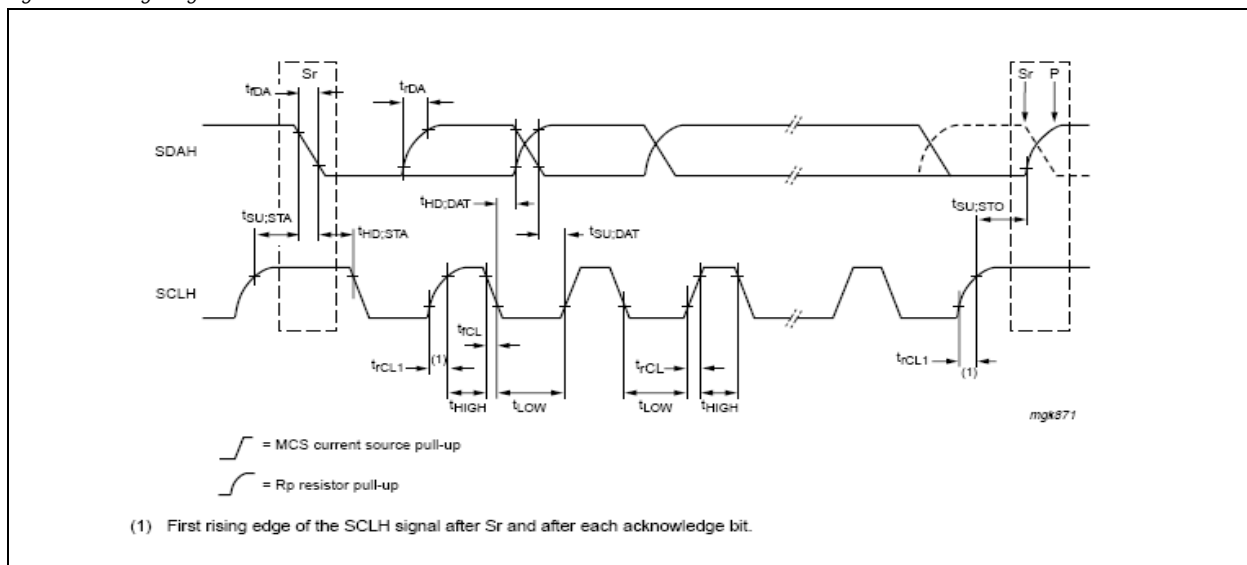 Sr
tfDA
trDA
Sr P
SDAH
tSU;STA
tHD;STA
tHD;DAT
tSU;DAT
tSU;STO
SCLH
tfCL
trCL1 (1)
trCL
trCL1 (1)
tHIGH
tLOW
tLOW
tHIGH
mgk871
= MCS current source pull-up
= Rp resistor pull-up
(1) First rising edge of the SCLH signal after Sr and after each acknowledge bit.